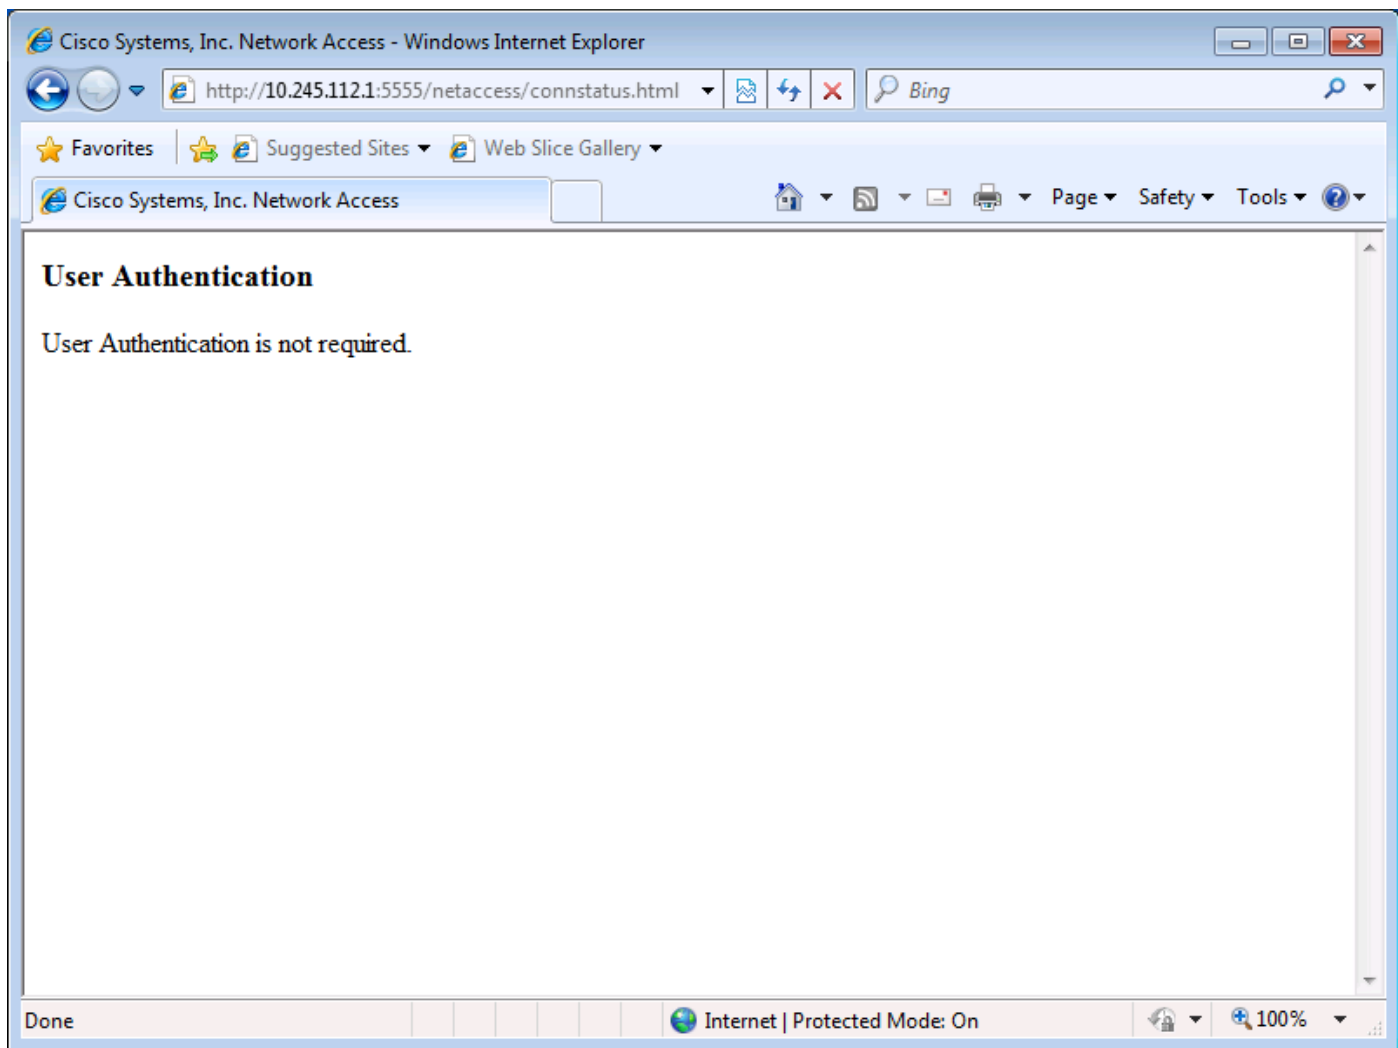 Cisco Systems, Inc. Network Access - Windows Internet Explorer
http://10.245.112.1:5555/netaccess/connstatus.html
Bing
Favorites
Suggested Sites
Web Slice Gallery
Cisco Systems, Inc. Network Access
Page
Safety
Tools
User Authentication
User Authentication is not required.
Done
Internet | Protected Mode: On
100%